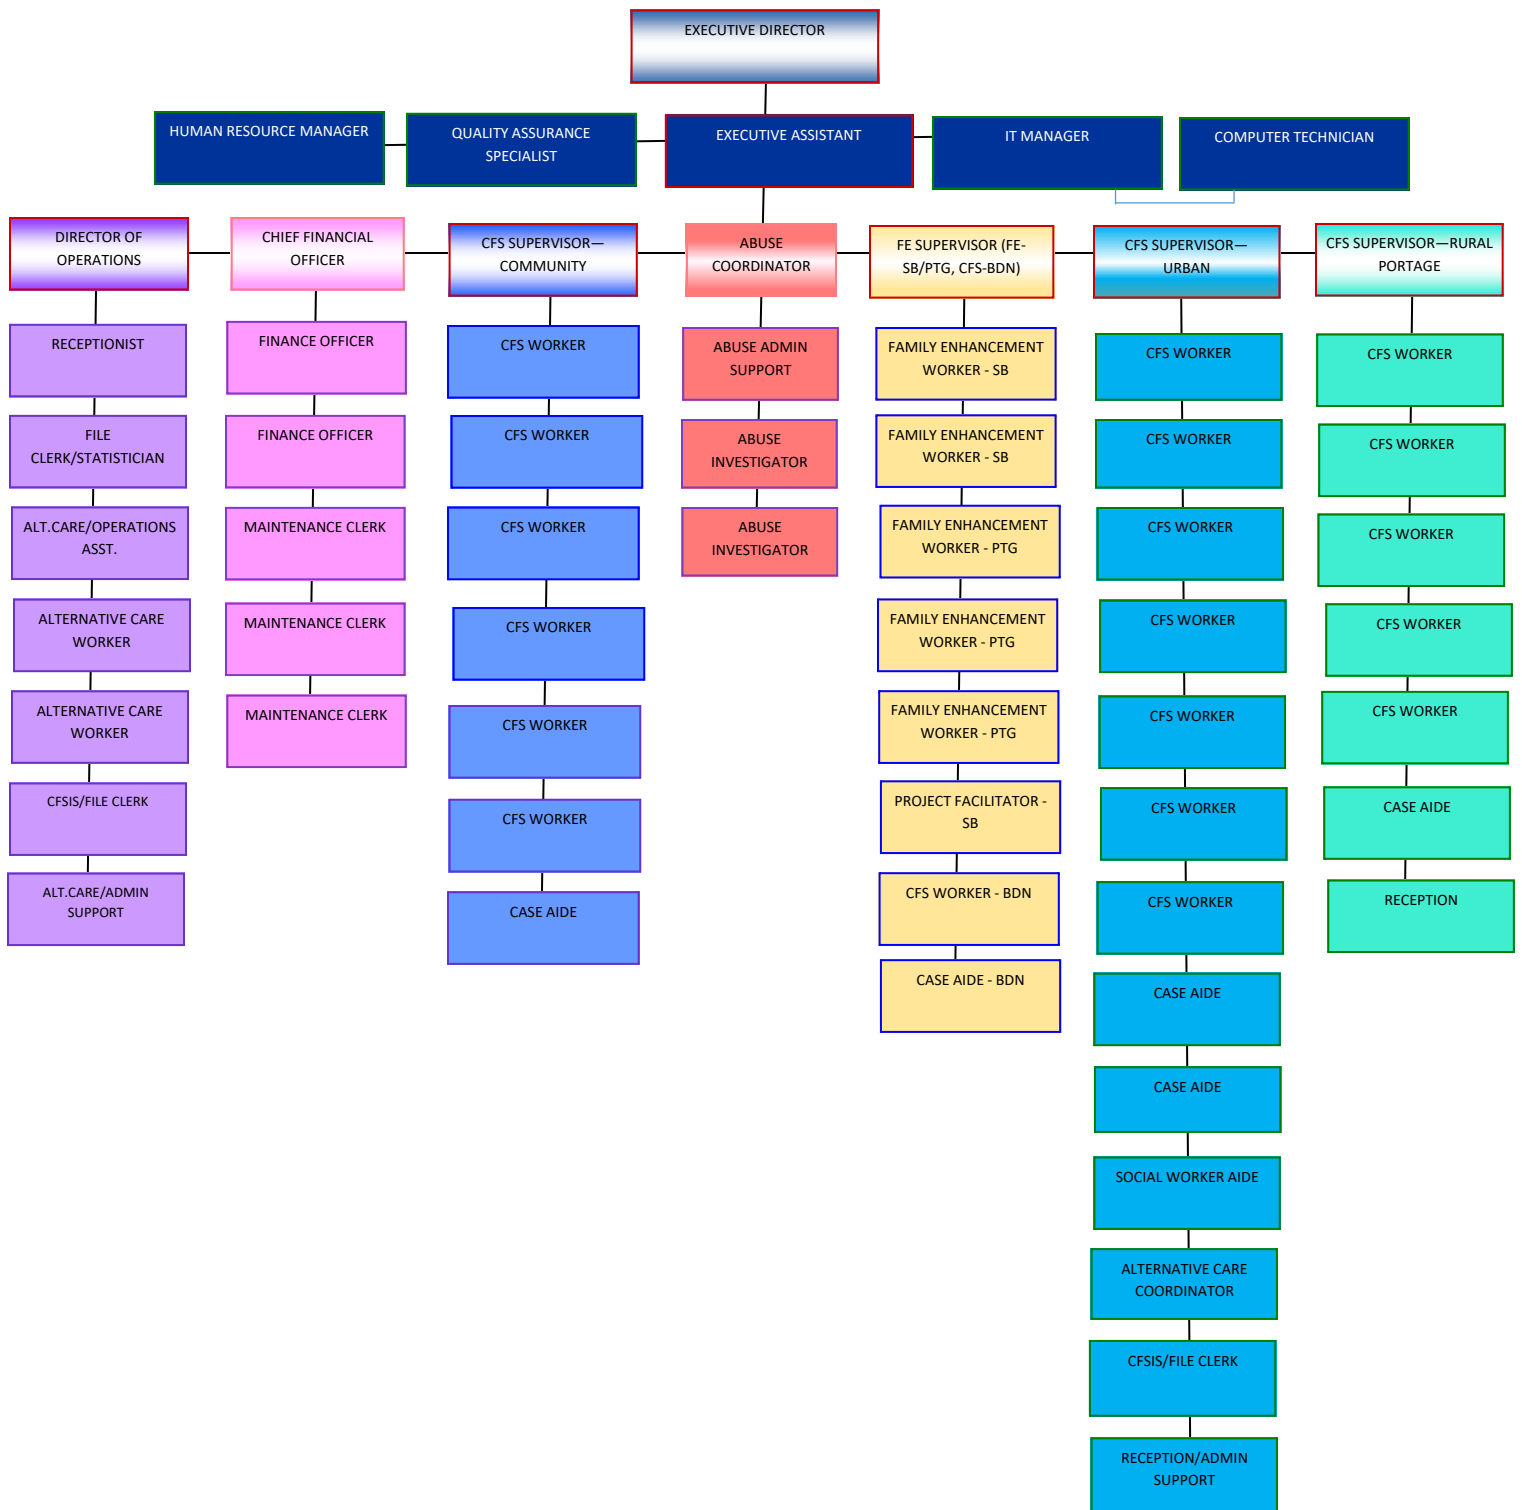 EXECUTIVE DIRECTOR
HUMAN RESOURCE MANAGER
QUALITY ASSURANCE
SPECIALIST
EXECUTIVE ASSISTANT
IT MANAGER
COMPUTER TECHNICIAN
DIRECTOR OF
OPERATIONS
CHIEF FINANCIAL
OFFICER
CFS SUPERVISOR—
COMMUNITY
ABUSE
COORDINATOR
FE SUPERVISOR (FE-
SB/PTG, CFS-BDN)
CFS SUPERVISOR—
URBAN
CFS SUPERVISOR—RURAL
PORTAGE
RECEPTIONIST
FILE
CLERK/STATISTICIAN
ALT.CARE/OPERATIONS
ASST.
ALTERNATIVE CARE
WORKER
ALTERNATIVE CARE
WORKER
CFSIS/FILE CLERK
ALT.CARE/ADMIN
SUPPORT
FINANCE OFFICER
FINANCE OFFICER
MAINTENANCE CLERK
MAINTENANCE CLERK
MAINTENANCE CLERK
CFS WORKER
CFS WORKER
CFS WORKER
CFS WORKER
CFS WORKER
CFS WORKER
CASE AIDE
ABUSE ADMIN
SUPPORT
ABUSE
INVESTIGATOR
ABUSE
INVESTIGATOR
FAMILY ENHANCEMENT
WORKER - SB
FAMILY ENHANCEMENT
WORKER - SB
FAMILY ENHANCEMENT
WORKER - PTG
FAMILY ENHANCEMENT
WORKER - PTG
FAMILY ENHANCEMENT
WORKER - PTG
PROJECT FACILITATOR -
SB
CFS WORKER - BDN
CASE AIDE - BDN
CFS WORKER
CFS WORKER
CFS WORKER
CFS WORKER
CFS WORKER
CFS WORKER
CFS WORKER
CASE AIDE
CASE AIDE
SOCIAL WORKER AIDE
ALTERNATIVE CARE
COORDINATOR
CFSIS/FILE CLERK
RECEPTION/ADMIN
SUPPORT
CFS WORKER
CFS WORKER
CFS WORKER
CFS WORKER
CFS WORKER
CASE AIDE
RECEPTION